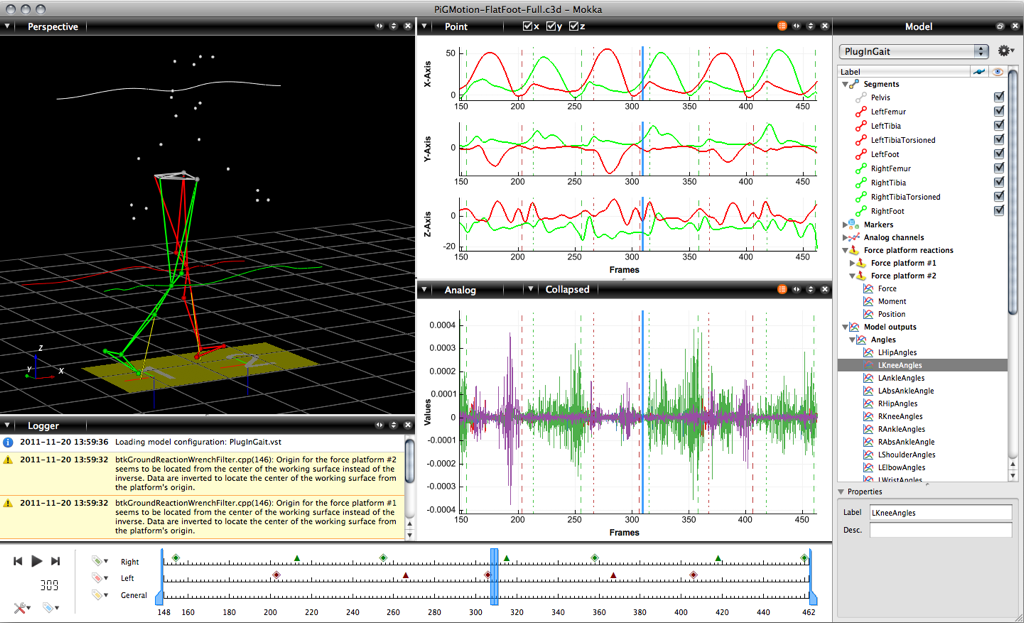 PiGMotion-FlatFoot-Full.c3d - Mokka
Perspective
Z
Y
X
Point
x
y
z
X-Axis
50
0
150 200 250 300 350 400 450
Y-Axis
0
150 200 250 300 350 400 450
Z-Axis
0
-20
150 200 250 300 350 400 450
Frames
Analog
Collapsed
Values
0.0004
0.0003
0.0002
0.0001
0
-0.0001
-0.0002
-0.0003
-0.0004
150 200 250 300 350 400 450
Frames
Model
PlugInGait
Label
Segments
Pelvis
LeftFemur
LeftTibia
LeftTibiaTorsioned
LeftFoot
RightFemur
RightTibia
RightTibiaTorsioned
RightFoot
Markers
Analog channels
Force platform reactions
Force platform #1
Force platform #2
Force
Moment
Position
Model outputs
Angles
LHipAngles
LKneeAngles
LAnkleAngles
LAbsAnkleAngle
RHipAngles
RKneeAngles
RAnkleAngles
RAbsAnkleAngle
LShoulderAngles
LElbowAngles
LWristAngles
Properties
Label LKneeAngles
Desc.
Logger
2011-11-20 13:59:36 Loading model configuration: PlugInGait.vst
2011-11-20 13:59:32 btkGroundReactionWrenchFilter.cpp(146): Origin for the force platform #2
seems to be located from the center of the working surface instead of the
inverse. Data are inverted to locate the center of the working surface from
the platform's origin.
2011-11-20 13:59:32 btkGroundReactionWrenchFilter.cpp(146): Origin for the force platform #1
seems to be located from the center of the working surface instead of the
inverse. Data are inverted to locate the center of the working surface from
the platform's origin.
309
Right
Left
General
148 160 180 200 220 240 260 280 300 320 340 360 380 400 420 440 462